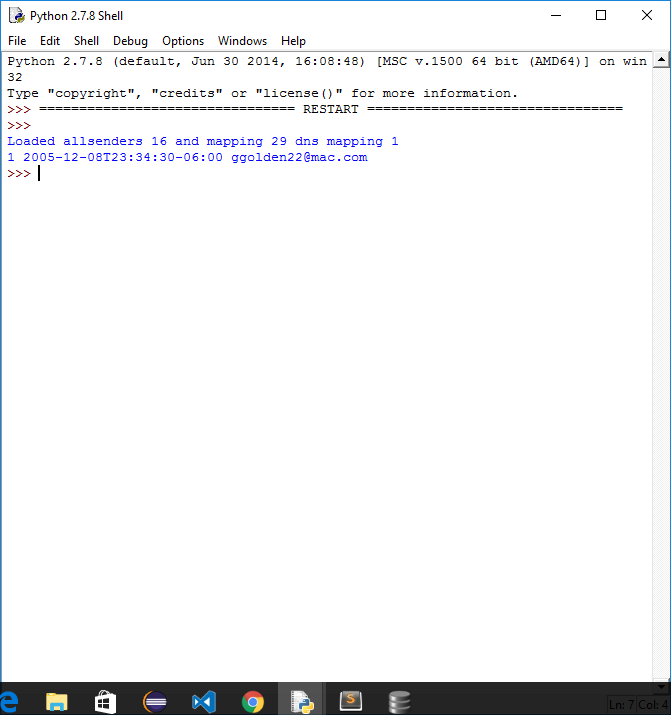 Python 2.7.8 Shell
File Edit Shell Debug Options Windows Help
Python 2.7.8 (default, Jun 30 2014, 16:08:48) [MSC v.1500 64 bit (AMD64)] on win
32
Type "copyright", "credits" or "license()" for more information.
>>> ================================ RESTART ================================
>>>
Loaded allsenders 16 and mapping 29 dns mapping 1
1 2005-12-08T23:34:30-06:00 ggolden22@mac.com
>>>
Ln: 7 Col: 4